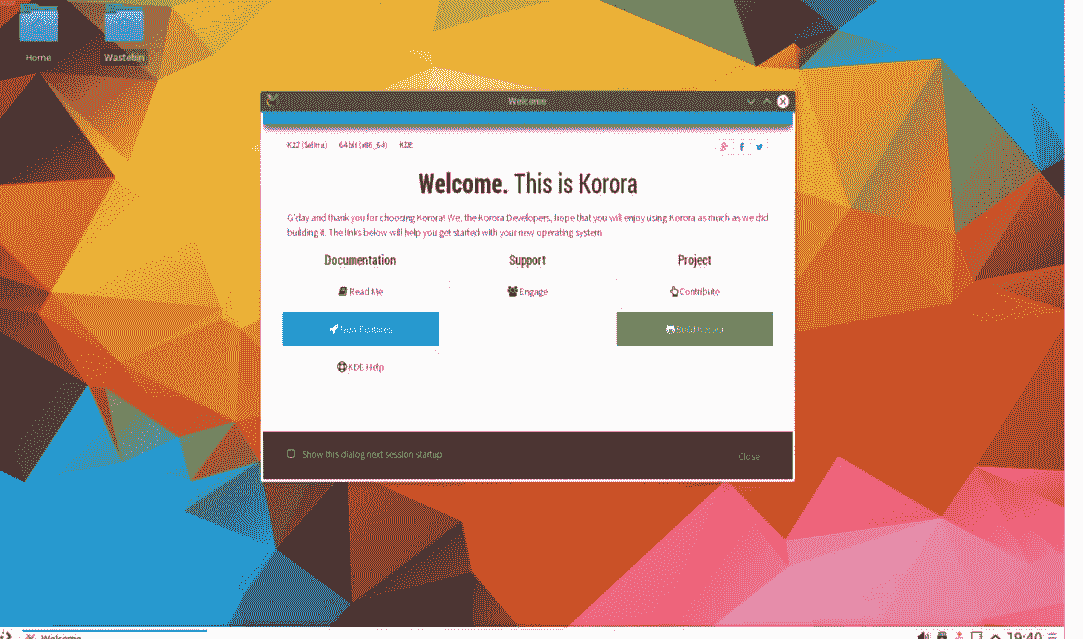 Home
Wastebin
Welcome
64 bit (x86_64) KDE
Welcome. This is Korora
G'day and thank you for choosing Korora! We, the Korora Developers, hope that you will enjoy using Korora as much as we did
building it. The links below will help you get started with your new operating system
Documentation Support Project
Read Me Engage Contribute
KDE Help
Show this dialog next session startup
Close
Welcome
19:40